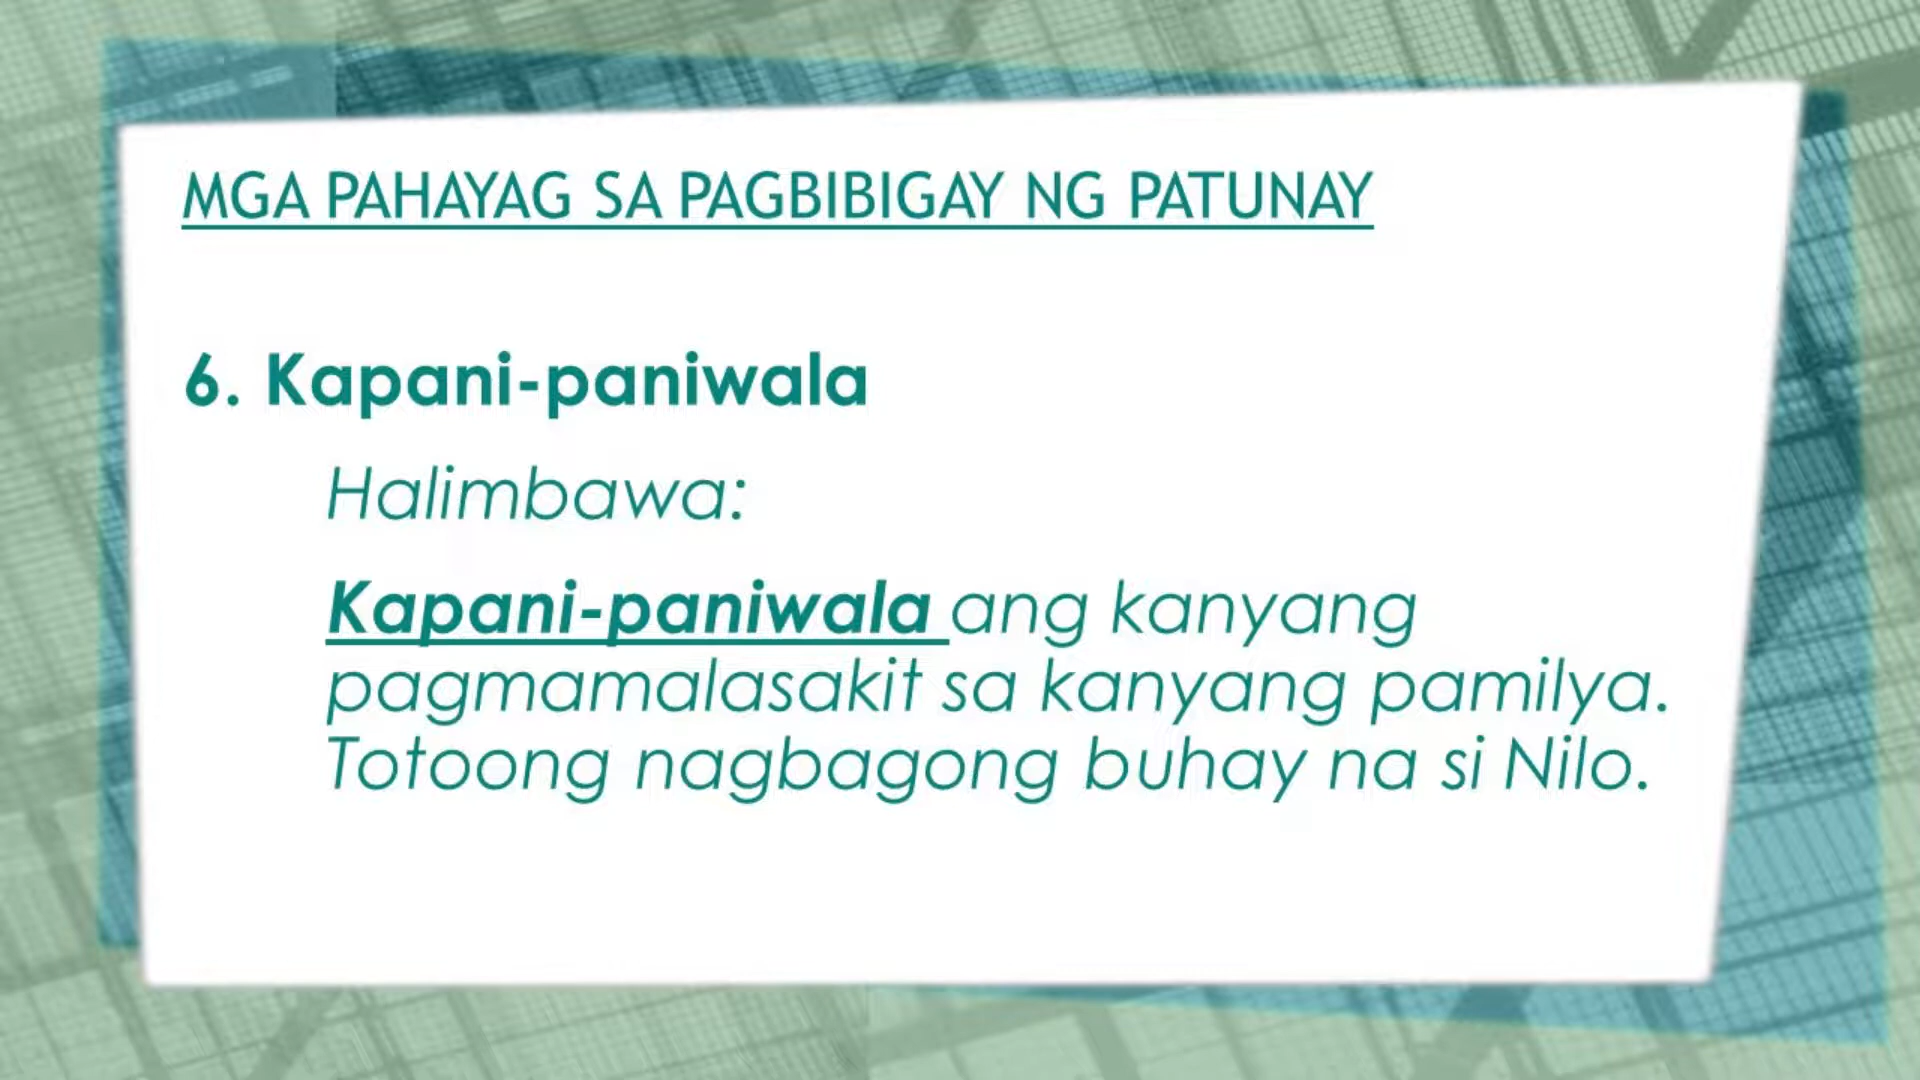 MGA PAHAYAG SA PAGBIBIGAY NG PATUNAY
6. Kapani-paniwala
Halimbawa:
Kapani-paniwala ang kanyang
pagmamalasakit sa kanyang pamilya.
Totoong nagbagong buhay na si Nilo.